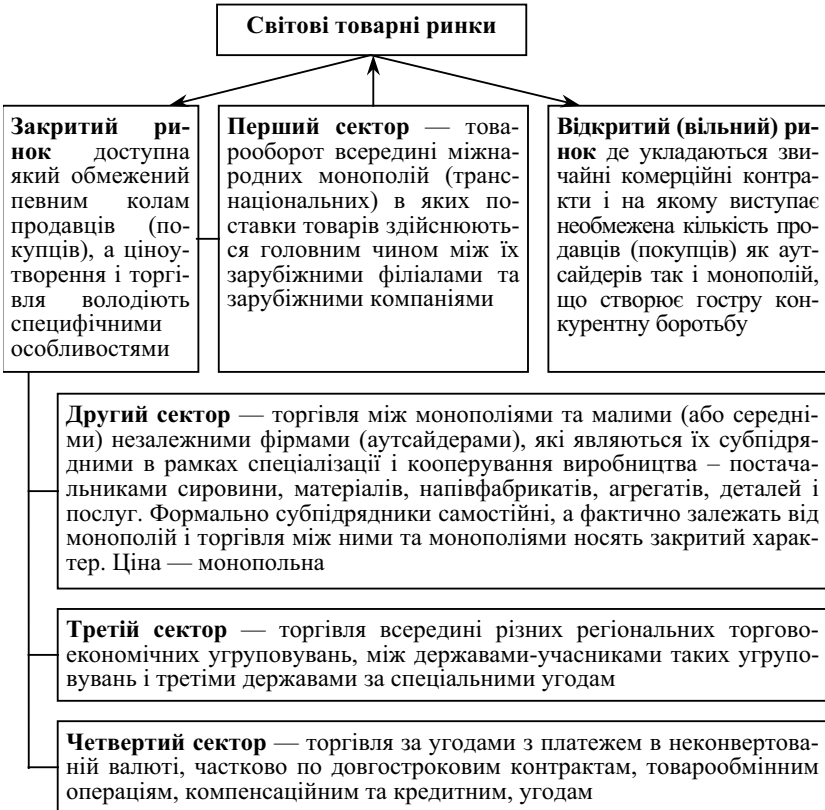 Світові товарні ринки
Закритий ри-
нок доступна
який обмежений
певним колам
продавців (по-
купців), а ціноу-
творення і торгі-
вля володіють
специфічними
особливостями
Перший сектор — това-
рооборот всередині міжна-
родних монополій (транс-
національних) в яких по-
ставки товарів здійснюють-
ся головним чином між їх
зарубіжними філіалами та
зарубіжними компаніями
Відкритий (вільний) ри-
нок де укладаються зви-
чайні комерційні контра-
кти і на якому виступає
необмежена кількість про-
давців (покупців) як аут-
сайдерів так і монополій,
що створює гостру кон-
курентну боротьбу
Другий сектор — торгівля між монополіями та малими (або середні-
ми) незалежними фірмами (аутсайдерами), які являються їх субпідря-
дними в рамках спеціалізації і кооперування виробництва – постача-
льниками сировини, матеріалів, напівфабрикатів, агрегатів, деталей і
послуг. Формально субпідрядники самостійні, а фактично залежать від
монополій і торгівля між ними та монополіями носять закритий харак-
тер. Ціна — монопольна
Третій сектор — торгівля всередині різних регіональних торгово-
економічних угруповувань, між державами-учасниками таких угрупо-
вувань і третіми державами за спеціальними угодам
Четвертий сектор — торгівля за угодами з платежем в неконвертова-
ній валюті, частково по довгостроковим контрактам, товарообмінним
операціям, компенсаційним та кредитним, угодам